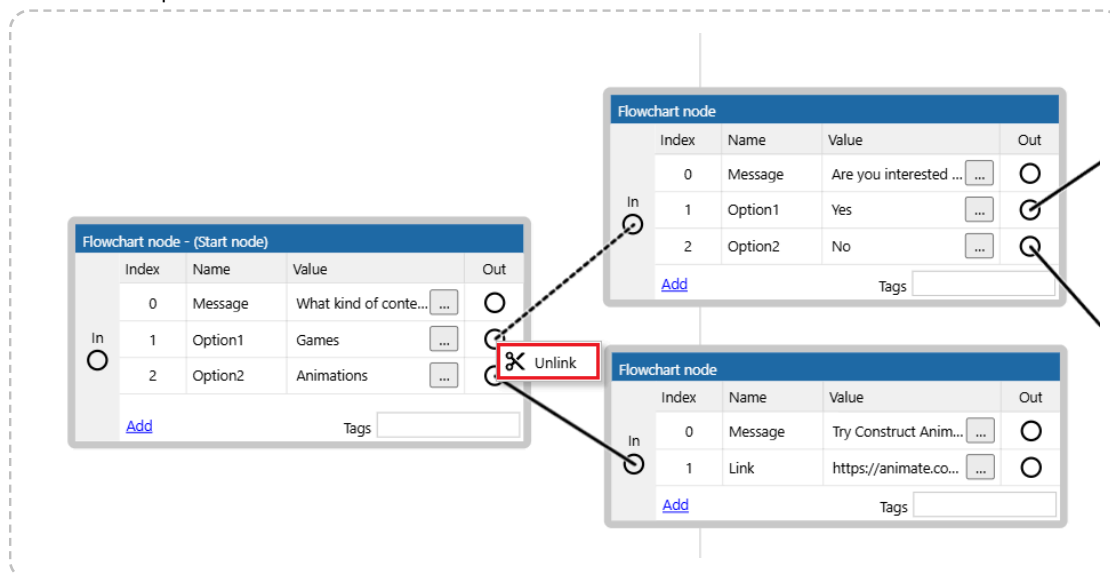 Flowchart node
Index Name Value Out
0 Message Are you interested ... ...
In
1 Option1 Yes ...
2 Option2 No ...
Add Tags
Flowchart node - (Start node)
Index Name Value Out
0 Message What kind of conte... ...
In
1 Option1 Games ...
2 Option2 Animations ...
Add Tags
Unlink
Flowchart node
Index Name Value Out
0 Message Try Construct Anim... ...
In
1 Link https://animate.co... ...
Add Tags